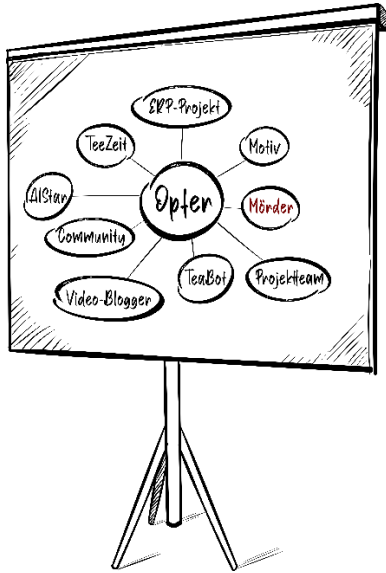 ERP-Projekt
TeeZeit
Motiv
AIStar
Opfer
Mörder
Community
Video-Blogger
TeaBot
Projektteam